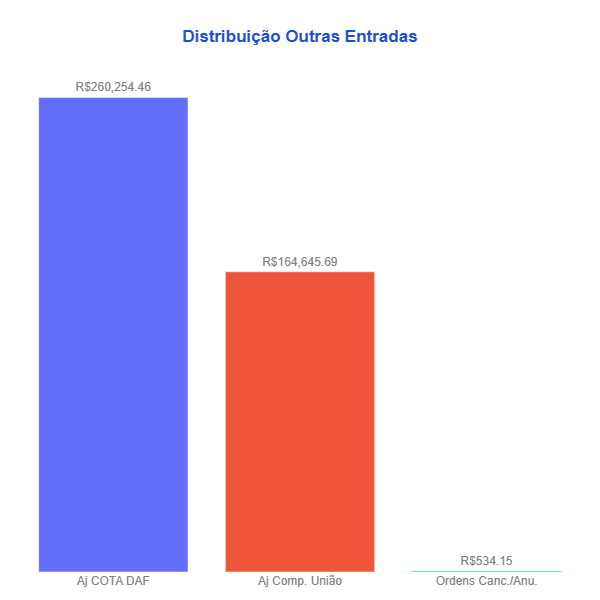 Distribuição Outras Entradas
R$260,254.46
R$164,645.69
R$534.15
Aj COTA DAF
Aj Comp. União
Ordens Canc./Anu.